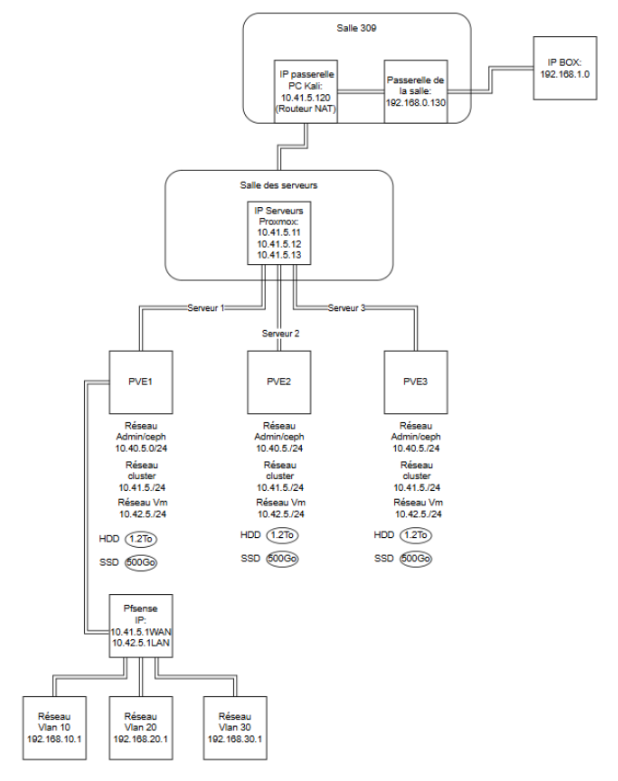 Salle 309
IP passerelle
PC Kali:
10.41.5.120
(Routeur NAT)
Passerelle de
la salle:
192.168.0.130
IP BOX:
192.168.1.0
Salle des serveurs
IP Serveurs
Proxmox:
10.41.5.11
10.41.5.12
10.41.5.13
Serveur 1
Serveur 2
Serveur 3
PVE1
PVE2
PVE3
Réseau
Admin/ceph
10.40.5.0/24
Réseau
cluster
10.41.5./24
Réseau Vm
10.42.5./24
HDD 1.2To
SSD 500Go
Réseau
Admin/ceph
10.40.5./24
Réseau
cluster
10.41.5./24
Réseau Vm
10.42.5./24
HDD 1.2To
SSD 500Go
Réseau
Admin/ceph
10.40.5./24
Réseau
cluster
10.41.5./24
Réseau Vm
10.42.5./24
HDD 1.2To
SSD 500Go
Pfsense
IP:
10.41.5.1WAN
10.42.5.1LAN
Réseau
Vlan 10
192.168.10.1
Réseau
Vlan 20
192.168.20.1
Réseau
Vlan 30
192.168.30.1